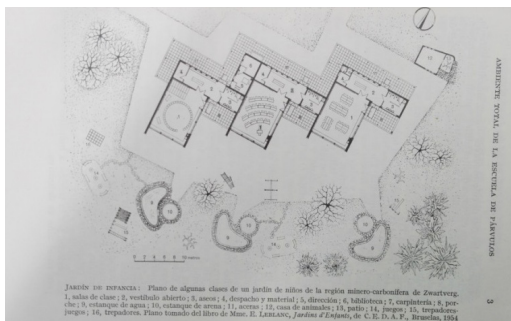 JARDÍN DE INFANCIA: Plano de algunas clases de un jardín de niños de la región minero-carbonífera de Zwartverg.
1, salas de clase; 2, vestíbulo abierto; 3, aseos; 4, despacho y material; 5, dirección; 6, biblioteca; 7, carpintería; 8, por-
che; 9, estanque de agua; 10, estanque de arena; 11, aceras; 12, casa de animales; 13, patio; 14, juegos; 15, trepadores-
juegos; 16, trepadores. Plano tomado del libro de Mme. E. LEBLANC, Jardins d'Enfants, de C. E. D. A. P., Bruselas, 1954
AMBIENTE TOTAL DE LA ESCUELA DE PÁRVULOS
3